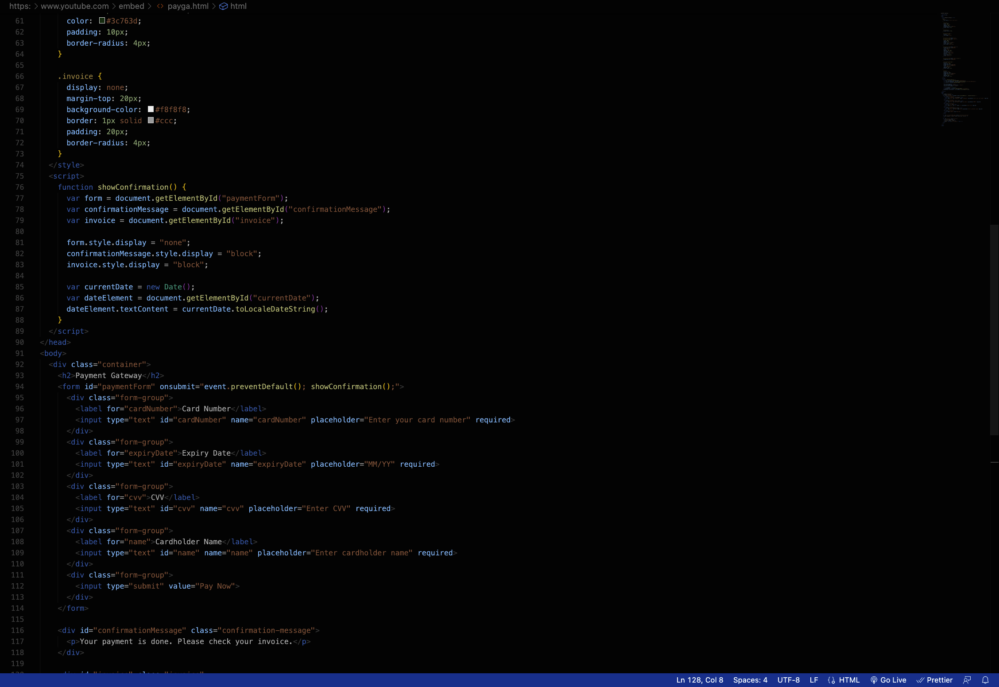 https: > www.youtube.com > embed > <> payga.html > html
61 color: #3c763d;
62 padding: 10px;
63 border-radius: 4px;
64 }
65
66 .invoice {
67 display: none;
68 margin-top: 20px;
69 background-color: #f8f8f8;
70 border: 1px solid #ccc;
71 padding: 20px;
72 border-radius: 4px;
73 }
74 </style>
75 <script>
76 function showConfirmation() {
77 var form = document.getElementById("paymentForm");
78 var confirmationMessage = document.getElementById("confirmationMessage");
79 var invoice = document.getElementById("invoice");
80
81 form.style.display = "none";
82 confirmationMessage.style.display = "block";
83 invoice.style.display = "block";
84
85 var currentDate = new Date();
86 var dateElement = document.getElementById("currentDate");
87 dateElement.textContent = currentDate.toLocaleDateString();
88 }
89 </script>
90 </head>
91 <body>
92 <div class="container">
93 <h2>Payment Gateway</h2>
94 <form id="paymentForm" onsubmit="event.preventDefault(); showConfirmation();">
95 <div class="form-group">
96 <label for="cardNumber">Card Number</label>
97 <input type="text" id="cardNumber" name="cardNumber" placeholder="Enter your card number" required>
98 </div>
99 <div class="form-group">
100 <label for="expiryDate">Expiry Date</label>
101 <input type="text" id="expiryDate" name="expiryDate" placeholder="MM/YY" required>
102 </div>
103 <div class="form-group">
104 <label for="cvv">CVV</label>
105 <input type="text" id="cvv" name="cvv" placeholder="Enter CVV" required>
106 </div>
107 <div class="form-group">
108 <label for="name">Cardholder Name</label>
109 <input type="text" id="name" name="name" placeholder="Enter cardholder name" required>
110 </div>
111 <div class="form-group">
112 <input type="submit" value="Pay Now">
113 </div>
114 </form>
115
116 <div id="confirmationMessage" class="confirmation-message">
117 <p>Your payment is done. Please check your invoice.</p>
118 </div>
119
Ln 128, Col 8 Spaces: 4 UTF-8 LF HTML Go Live Prettier